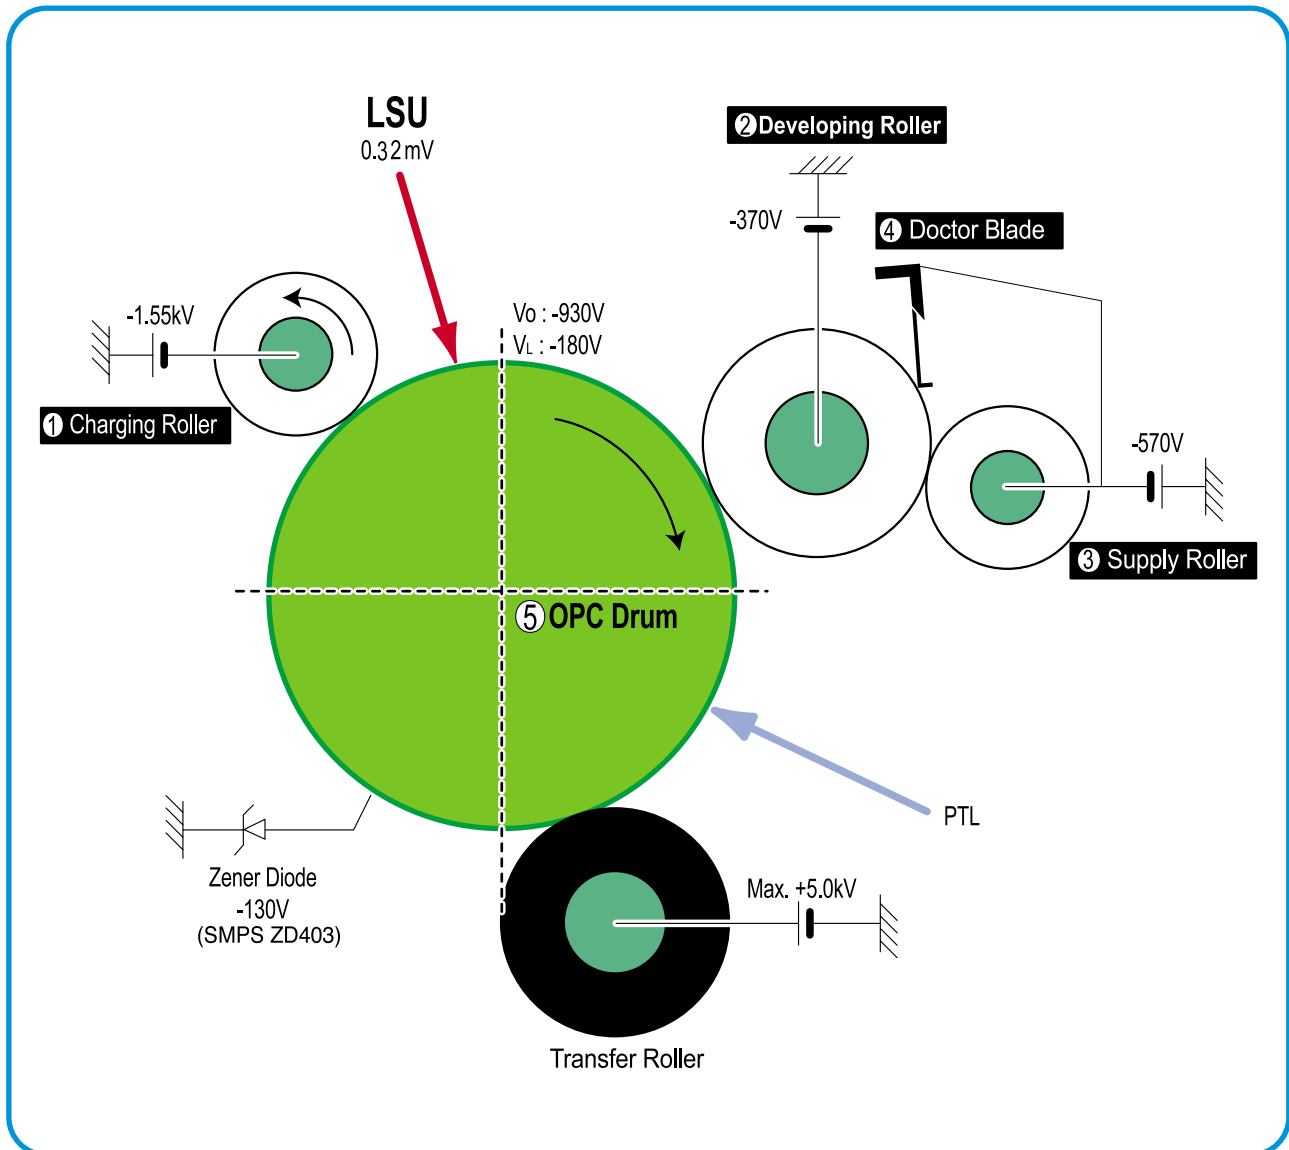 LSU
0.32mV
② Developing Roller
-370V
④ Doctor Blade
-1.55kV
Vo : -930V
VL : -180V
① Charging Roller
-570V
③ Supply Roller
⑤ OPC Drum
PTL
Zener Diode
-130V
(SMPS ZD403)
Max. +5.0kV
Transfer Roller